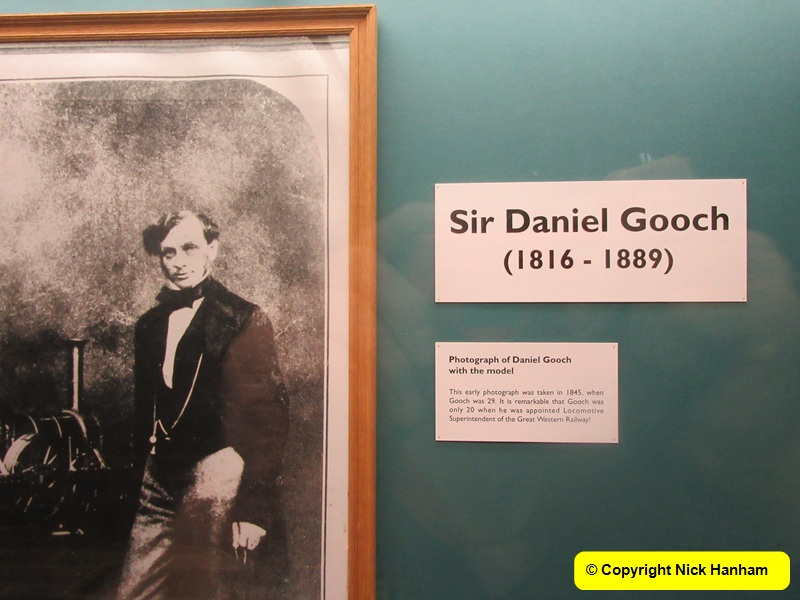 Sir Daniel Gooch
(1816 - 1889)
Photograph of Daniel Gooch
with the model
This early photograph was taken in 1845, when
Gooch was 29. It is remarkable that Gooch was
only 20 when he was appointed Locomotive
Superintendent of the Great Western Railway!
© Copyright Nick Hanham